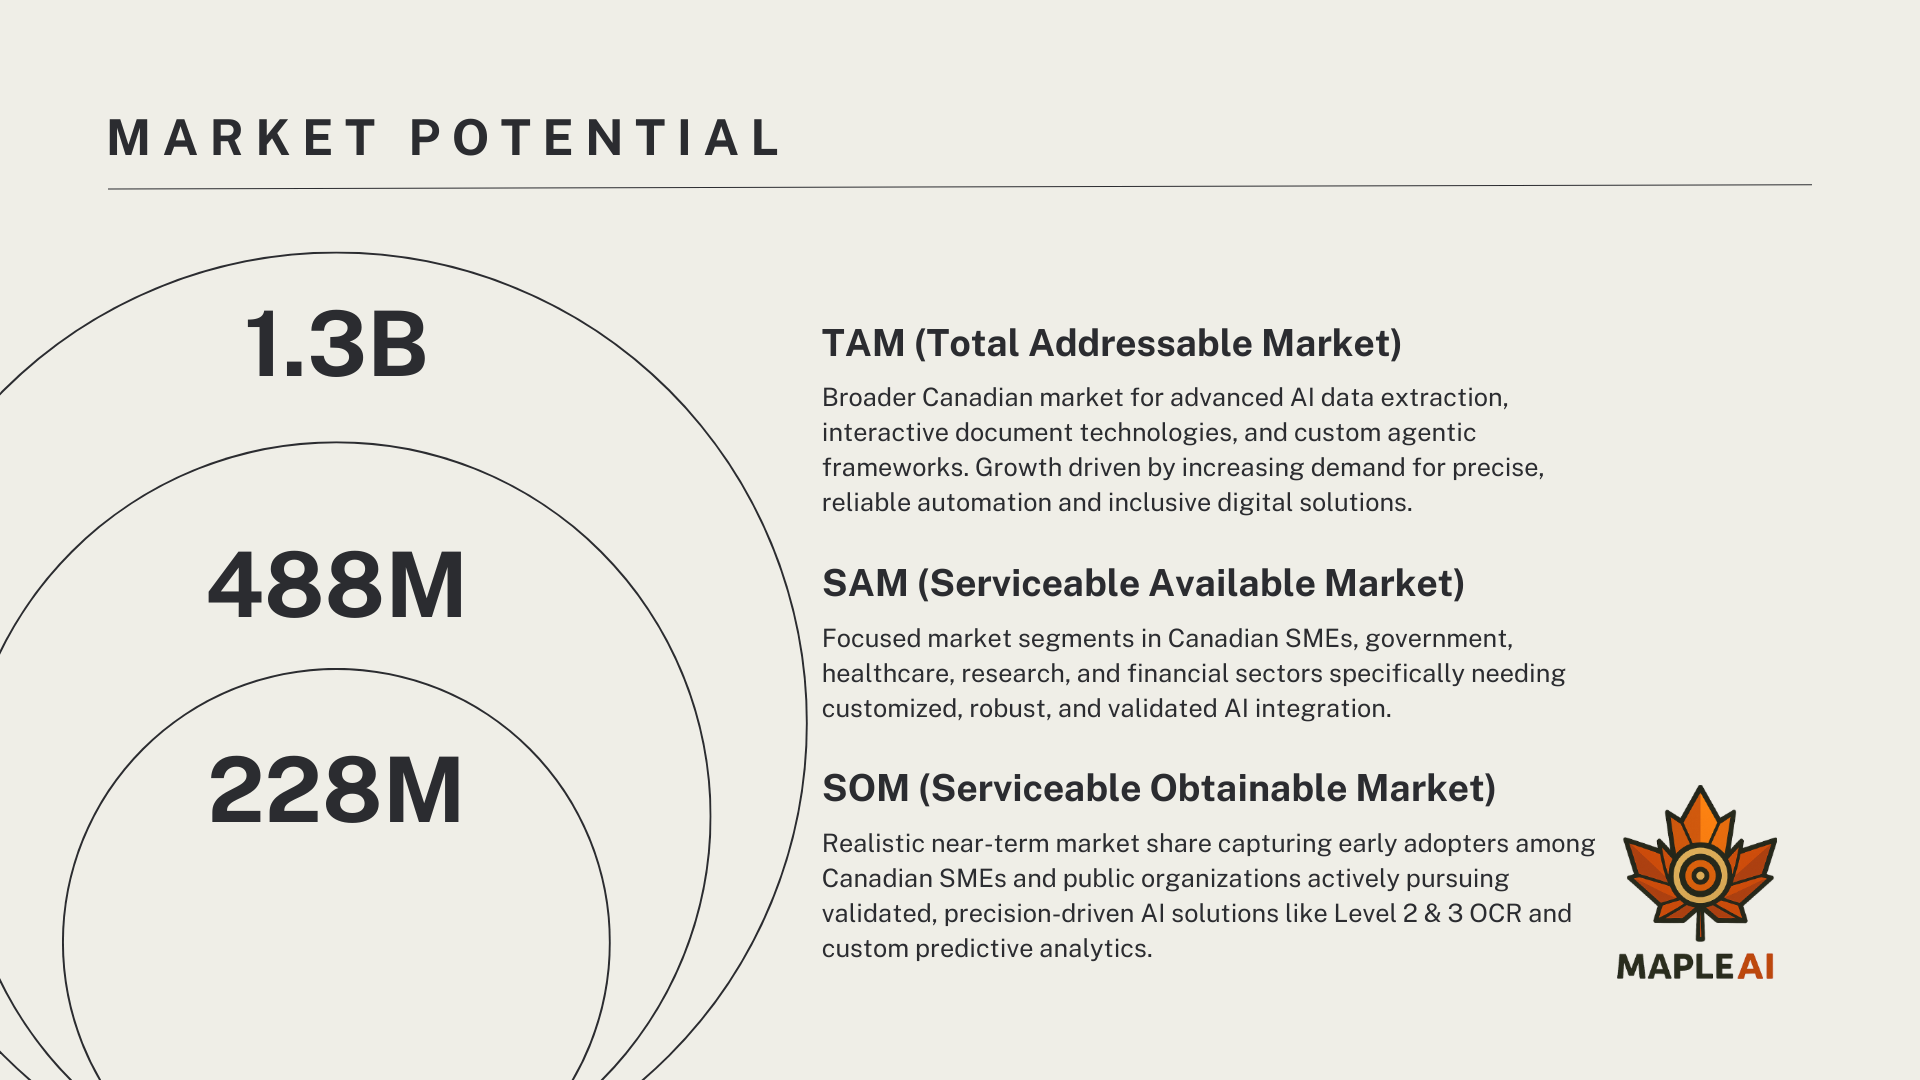 MARKET POTENTIAL
1.3B
TAM (Total Addressable Market)
Broader Canadian market for advanced AI data extraction,
interactive document technologies, and custom agentic
frameworks. Growth driven by increasing demand for precise,
reliable automation and inclusive digital solutions.
488M
SAM (Serviceable Available Market)
Focused market segments in Canadian SMEs, government,
healthcare, research, and financial sectors specifically needing
customized, robust, and validated AI integration.
228M
SOM (Serviceable Obtainable Market)
Realistic near-term market share capturing early adopters among
Canadian SMEs and public organizations actively pursuing
validated, precision-driven AI solutions like Level 2 & 3 OCR and
custom predictive analytics.
MAPLEAI